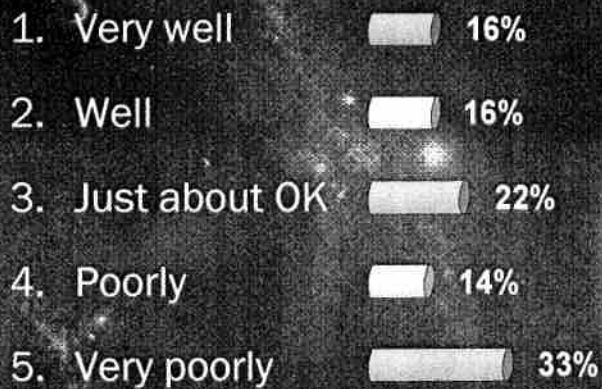 1. Very well 16%
2. Well 16%
3. Just about OK 22%
4. Poorly 14%
5. Very poorly 33%